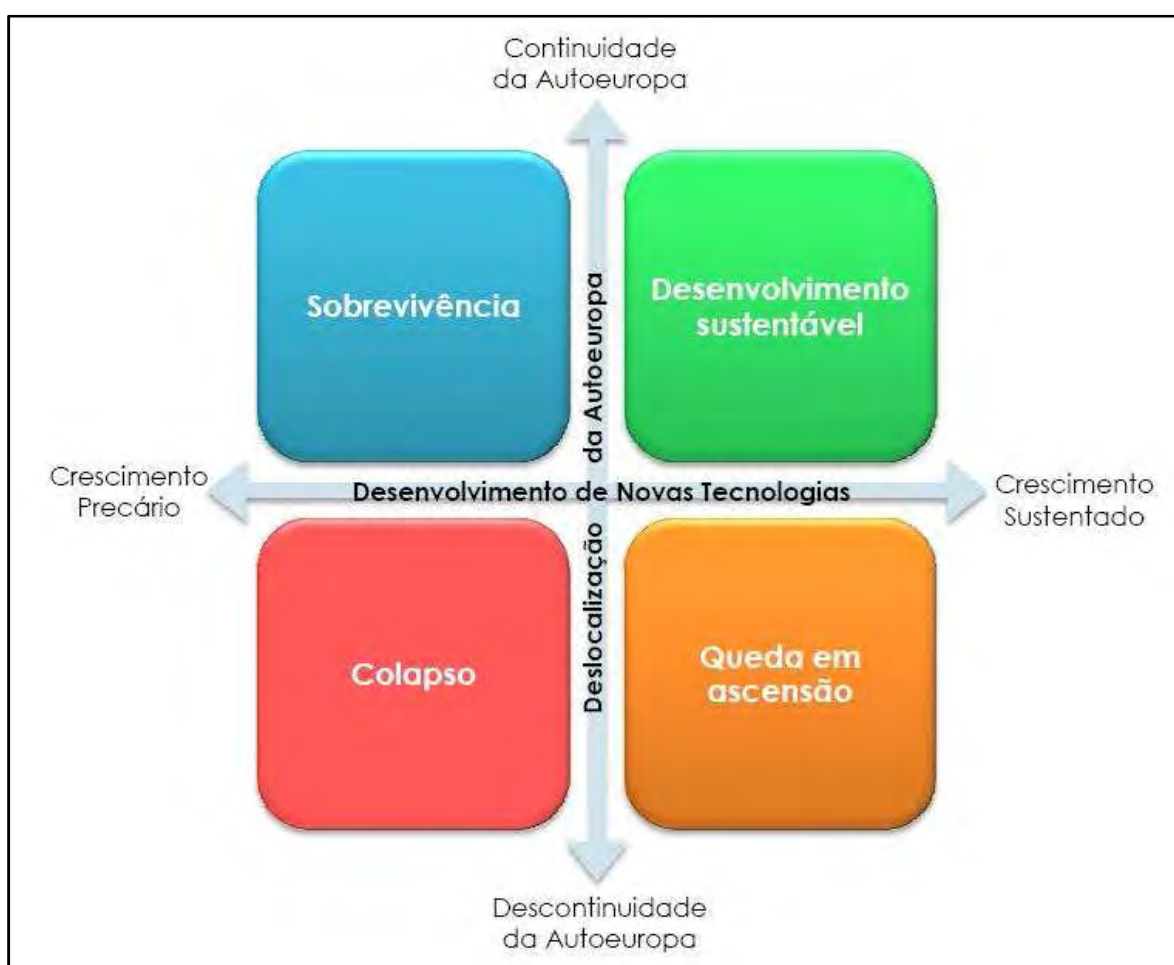 Continuidade
da Autoeuropa
Sobrevivência
Desenvolvimento
sustentável
Deslocalização da Autoeuropa
Crescimento
Precário
Desenvolvimento de Novas Tecnologias
Crescimento
Sustentado
Colapso
Queda em
ascensão
Descontinuidade
da Autoeuropa